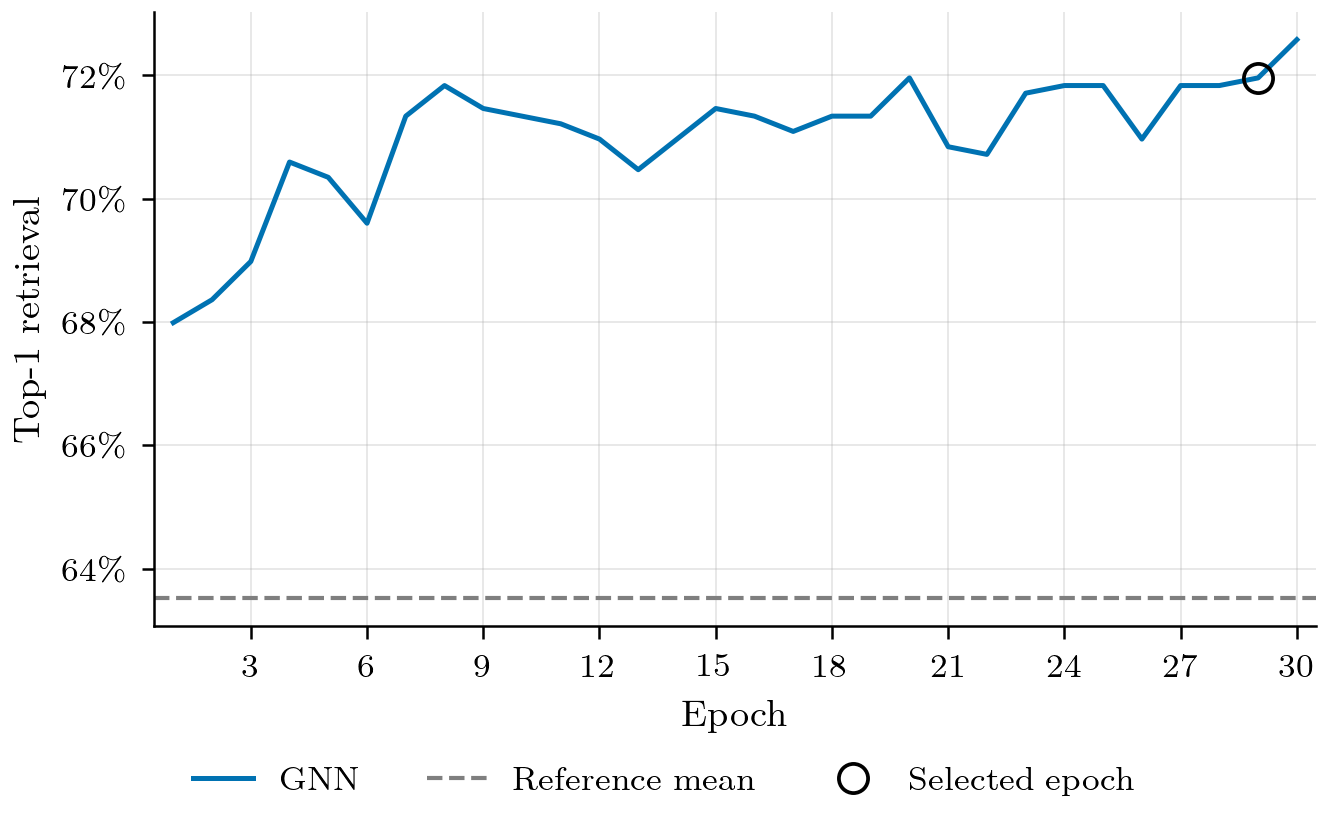 Top-1 retrieval
72%
70%
68%
66%
64%
3 6 9 12 15 18 21 24 27 30
Epoch
GNN Reference mean Selected epoch